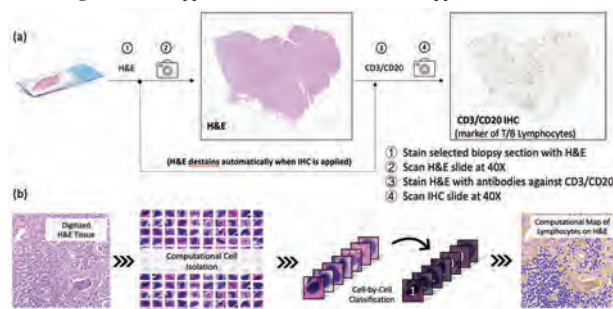 (a)
①
H&E
②
H&E
③
CD3/CD20
④
CD3/CD20 IHC
(marker of T/B Lymphocytes)
(H&E destains automatically when IHC is applied)
① Stain selected biopsy section with H&E
② Scan H&E slide at 40X
③ Stain H&E with antibodies against CD3/CD20
④ Scan IHC slide at 40X
(b)
Digitized
H&E Tissue
Computational Cell
Isolation
Cell-by-Cell
Classification
1
Computational Map of
Lymphocytes on H&E